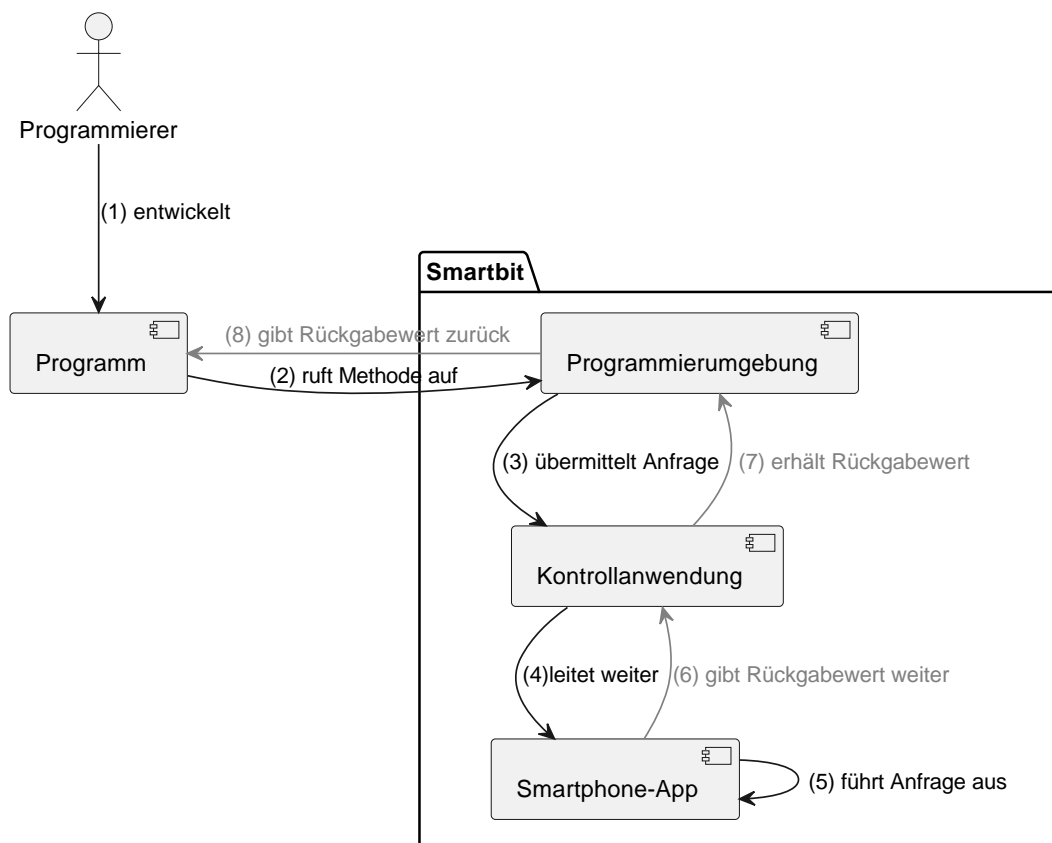 Programmierer
(1) entwickelt
Smartbit
Programm
(8) gibt Rückgabewert zurück
(2) ruft Methode auf
Programmierumgebung
(3) übermittelt Anfrage
(7) erhält Rückgabewert
Kontrollanwendung
(4)leitet weiter
(6) gibt Rückgabewert weiter
Smartphone-App
(5) führt Anfrage aus